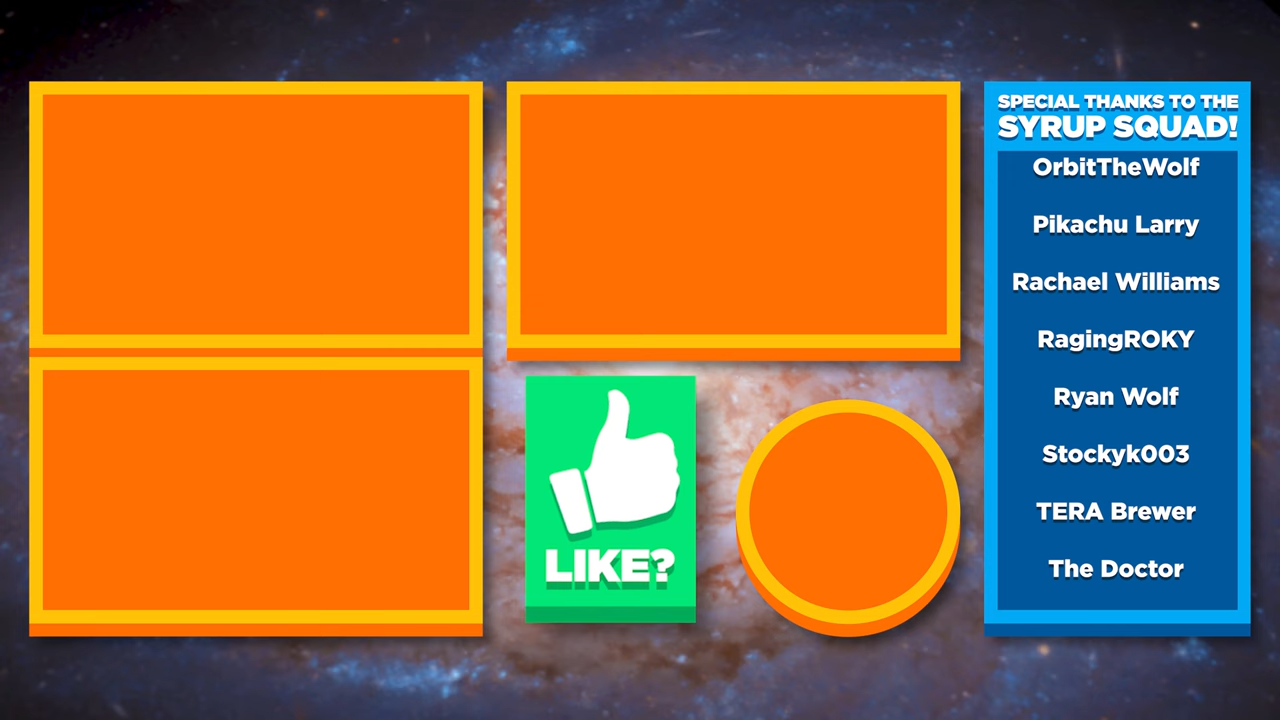 SPECIAL THANKS TO THE
SYRUP SQUAD!
OrbitTheWolf
Pikachu Larry
Rachael Williams
RagingROKY
Ryan Wolf
Stockyk003
TERA Brewer
The Doctor
LIKE?